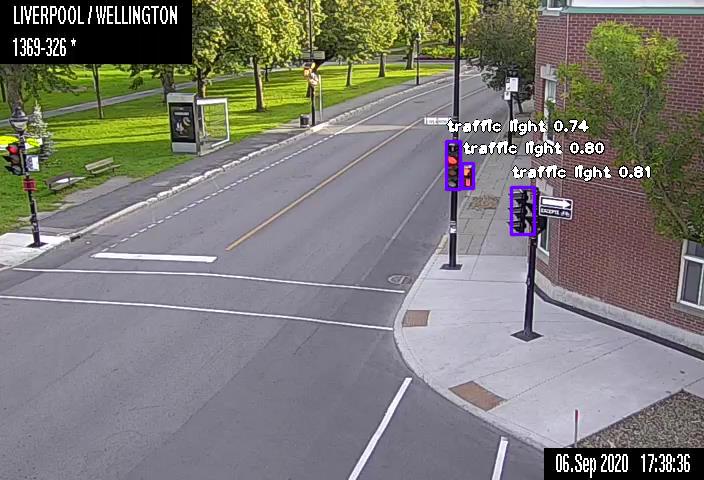 LIVERPOOL / WELLINGTON
1369-326 *
traffic light 0.74
traffic light 0.80
traffic light 0.81
EXCEPTÉ
06.Sep 2020 17:38:36